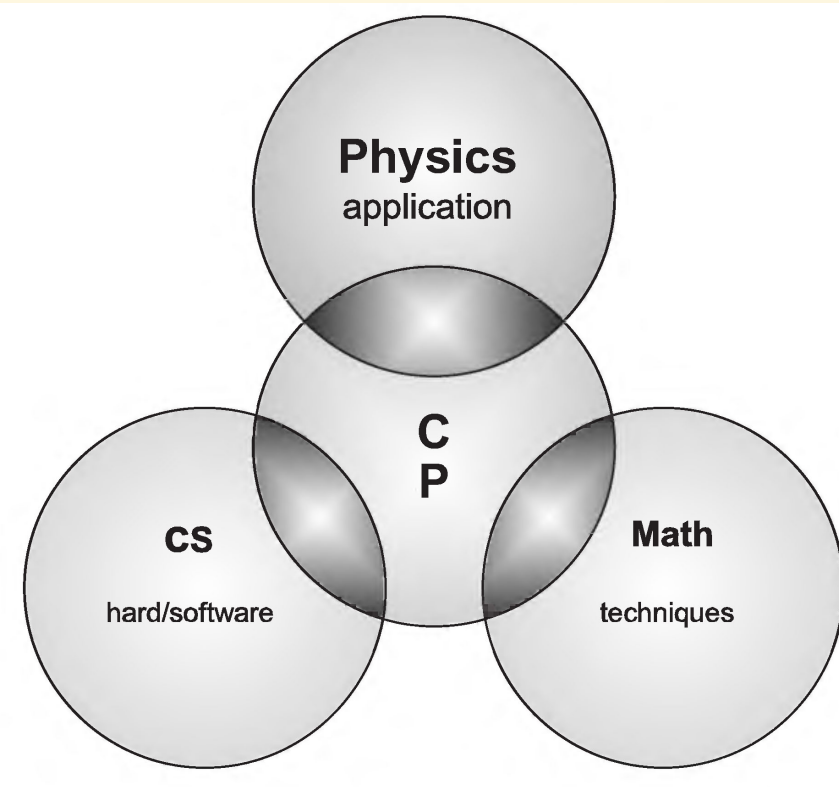 Physics
application
C
P
CS
hard/software
Math
techniques